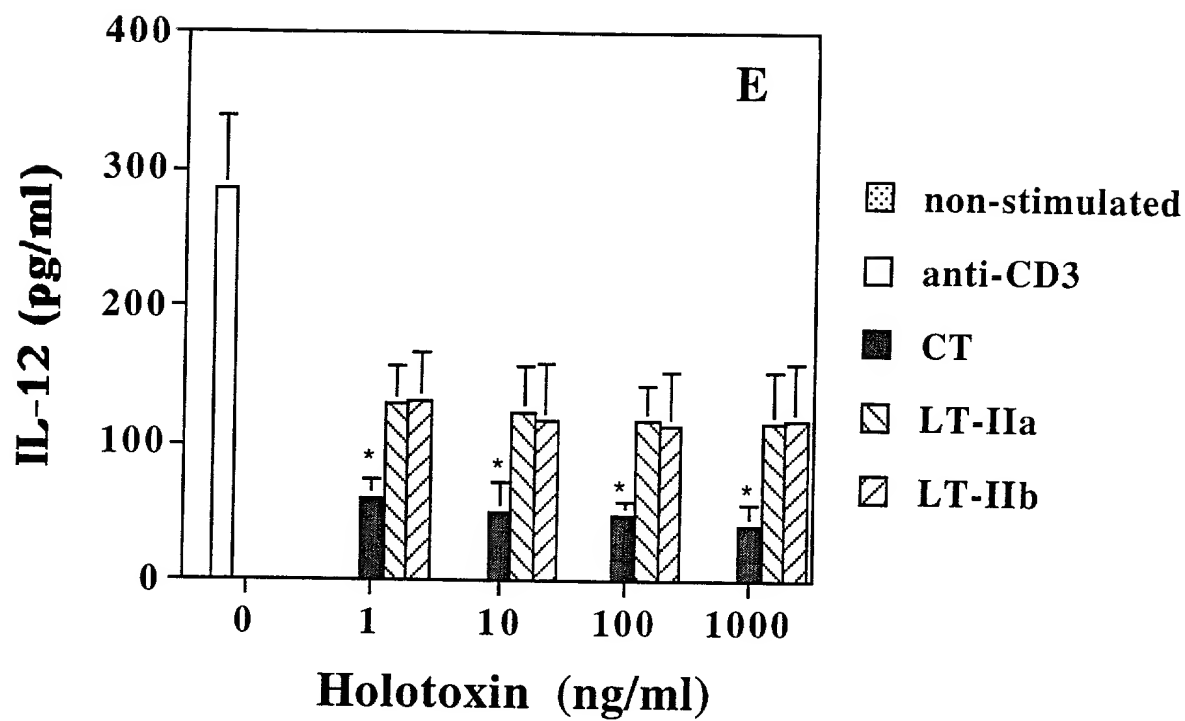 400
300
200
100
0
IL-12 (pg/ml)
E
*
*
*
*
0 1 10 100 1000
Holotoxin (ng/ml)
non-stimulated
anti-CD3
CT
LT-IIa
LT-IIb